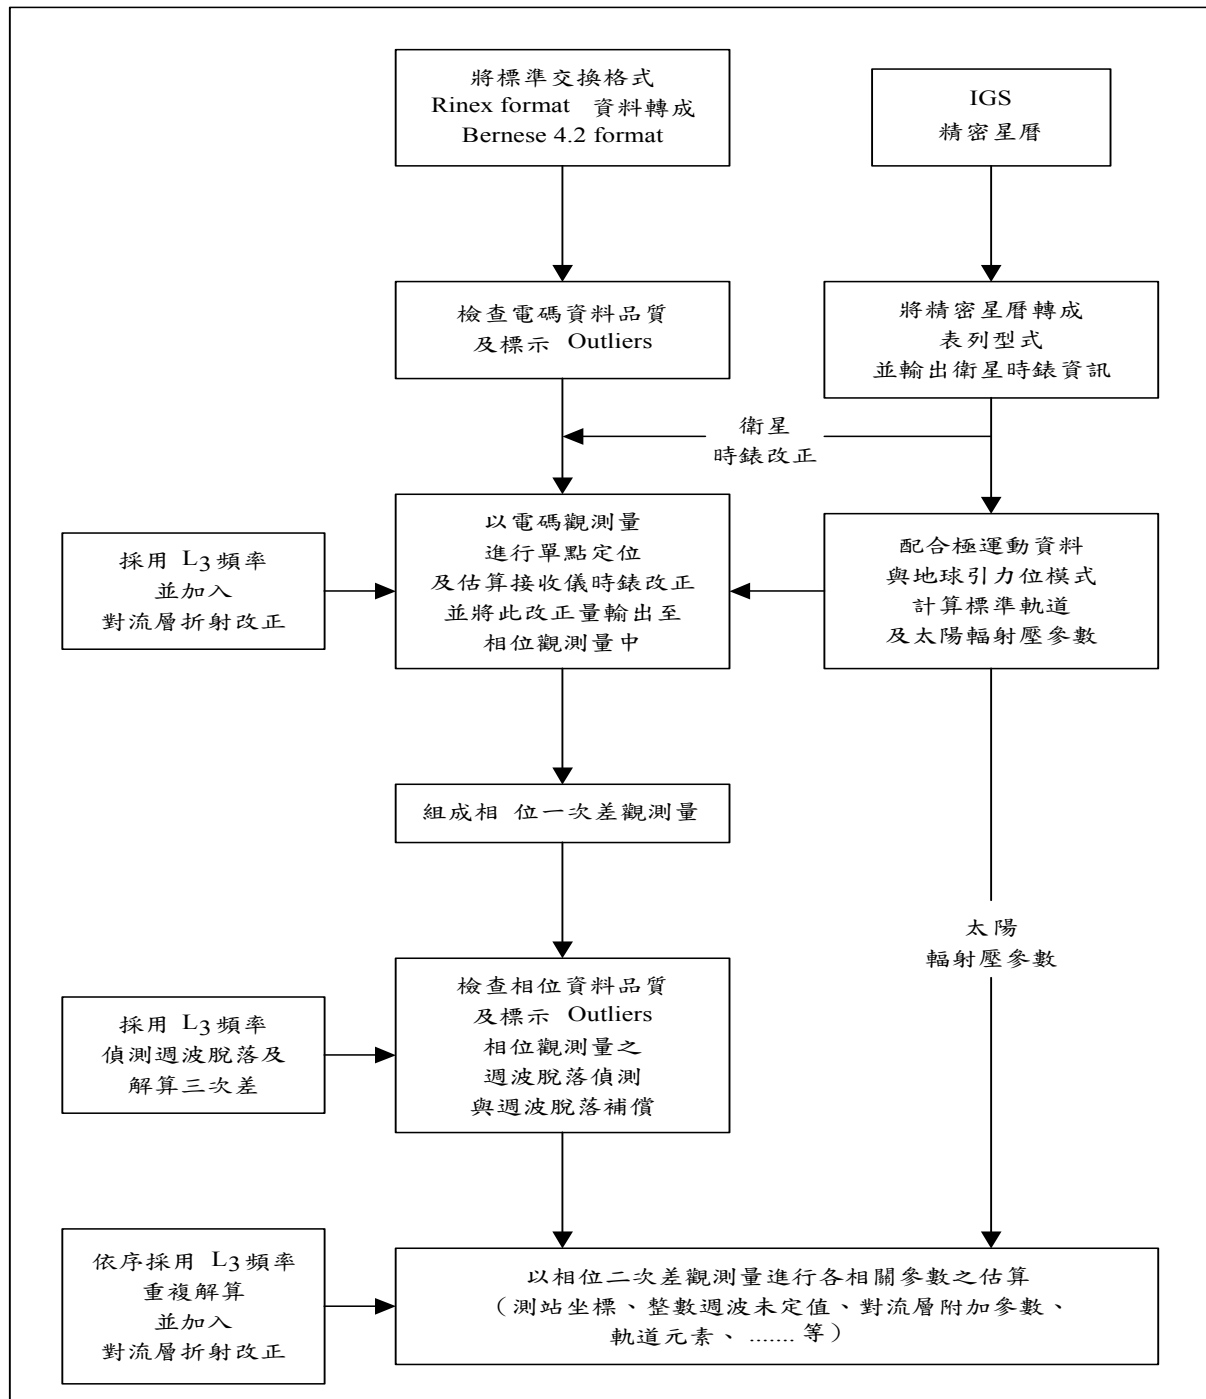 將標準交換格式
Rinex format 資料轉成
Bernese 4.2 format
IGS
精密星曆
檢查電碼資料品質
及標示 Outliers
將精密星曆轉成
表列型式
並輸出衛星時錶資訊
衛星
時錶改正
採用 L3頻率
並加入
對流層折射改正
以電碼觀測量
進行單點定位
及估算接收儀時錶改正
並將此改正量輸出至
相位觀測量中
配合極運動資料
與地球引力位模式
計算標準軌道
及太陽輻射壓參數
組成相 位一次差觀測量
太陽
輻射壓參數
採用 L3頻率
偵測週波脫落及
解算三次差
檢查相位資料品質
及標示 Outliers
相位觀測量之
週波脫落偵測
與週波脫落補償
依序採用 L3頻率
重複解算
並加入
對流層折射改正
以相位二次差觀測量進行各相關參數之估算
（測站坐標、整數週波未定值、對流層附加參數、
軌道元素、 ....... 等）